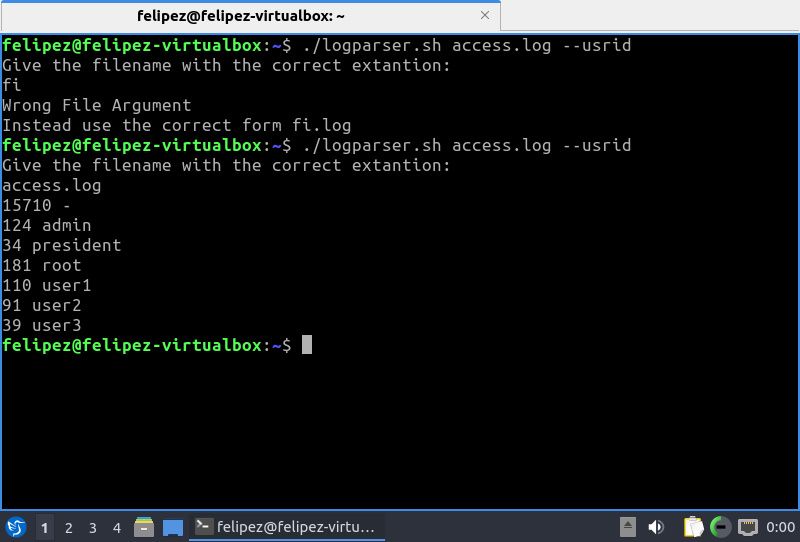 felipez@felipez-virtualbox: ~
felipez@felipez-virtualbox:~$ ./logparser.sh access.log --usrid
Give the filename with the correct extantion:
fi
Wrong File Argument
Instead use the correct form fi.log
felipez@felipez-virtualbox:~$ ./logparser.sh access.log --usrid
Give the filename with the correct extantion:
access.log
15710 -
124 admin
34 president
181 root
110 user1
91 user2
39 user3
felipez@felipez-virtualbox:~$
1 2 3 4 felipez@felipez-virtu... 0:00